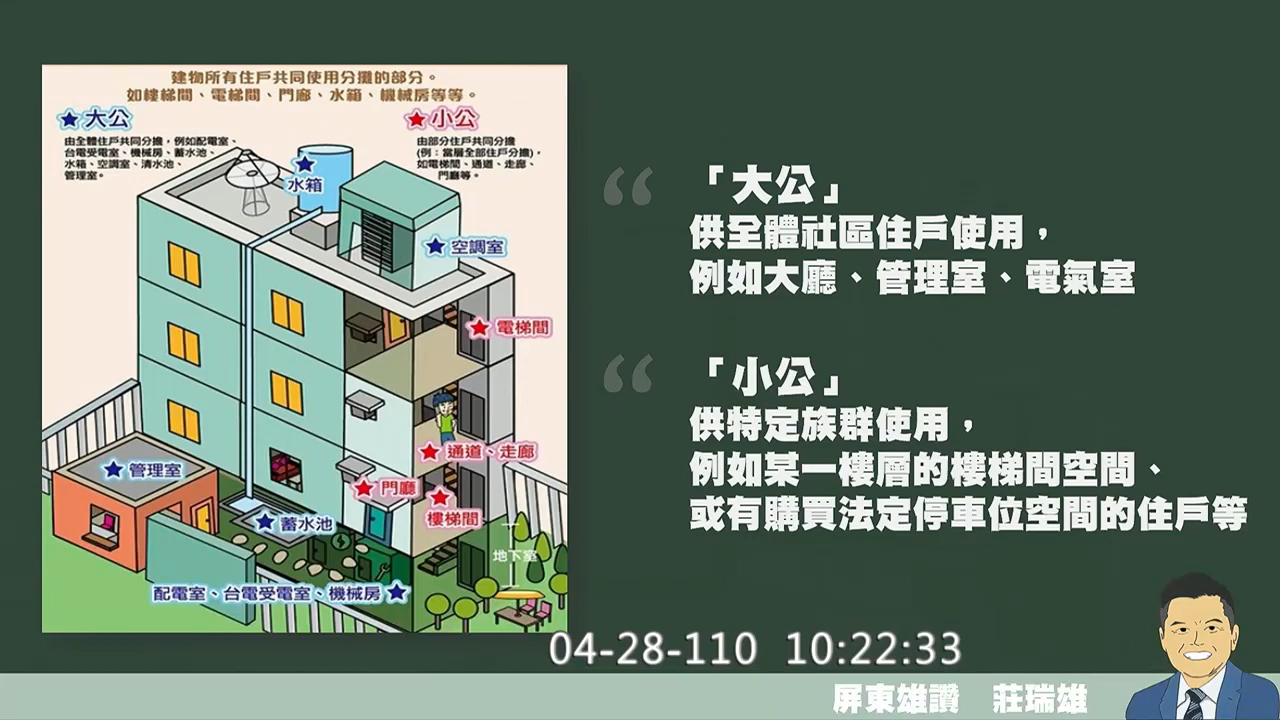 建物所有住戶共同使用分攤的部分。
如樓梯間、電梯間、門廊、水箱、機械房等等。
★大公
由全體住戶共同分擔，例如配電室、
台電受電室、機械房、蓄水池、
水箱、空調室、清水池、
管理室。
★小公
由部分住戶共同分擔
(例：當層全部住戶分擔)，
如電梯間、通道、走廊、
門廳等。
★
水箱
★空調室
★電梯間
★通道、走廊
★門廳
★
樓梯間
★管理室
★蓄水池
地下室
配電室、台電受電室、機械房★
「大公」
供全體社區住戶使用，
例如大廳、管理室、電氣室
「小公」
供特定族群使用，
例如某一樓層的樓梯間空間、
或有購買法定停車位空間的住戶等
04-28-110 10:22:33
屏東雄讚 莊瑞雄